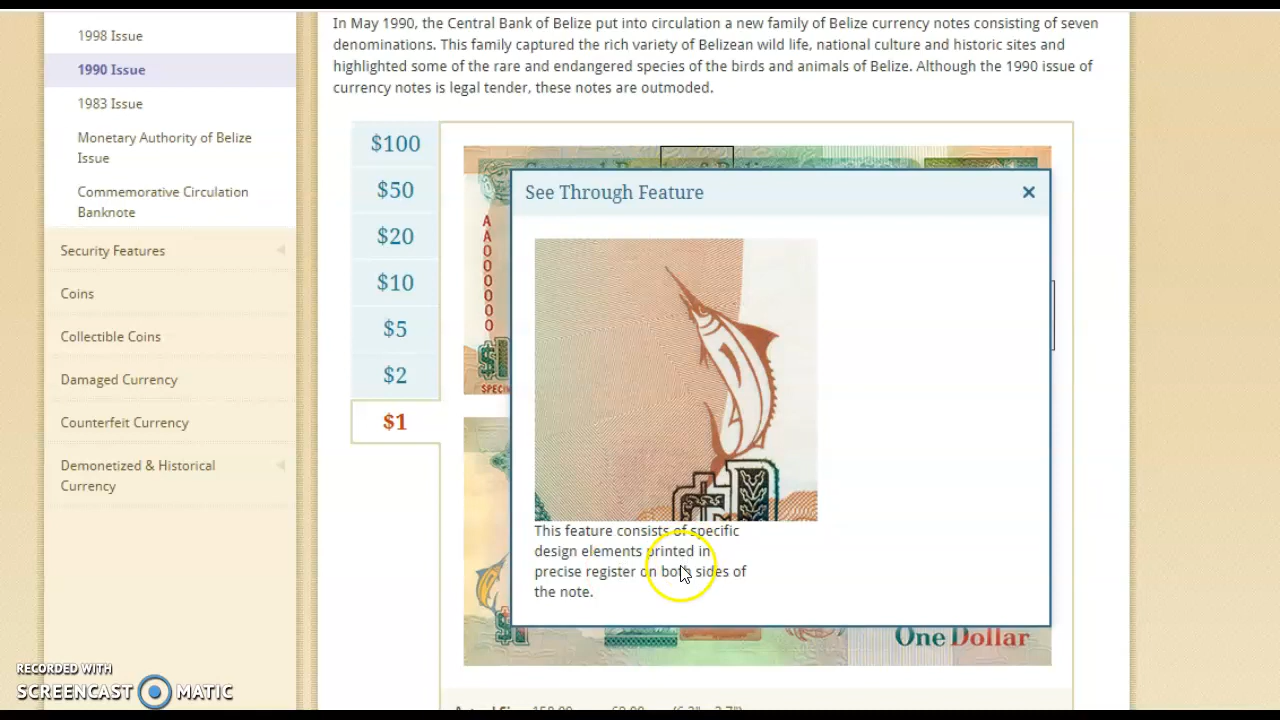 In May 1990, the Central Bank of Belize put into circulation a new family of Belize currency notes consisting of seven
denominations. This family captured the rich variety of Belizean wild life, national culture and historic sites and
highlighted some of the rare and endangered species of the birds and animals of Belize. Although the 1990 issue of
currency notes is legal tender, these notes are outmoded.
1998 Issue
1990 Issue
1983 Issue
Monetary Authority of Belize
Issue
Commemorative Circulation
Banknote
Security Features
Coins
Collectible Coins
Damaged Currency
Counterfeit Currency
Demonetized & Historical
Currency
$100
$50
$20
$10
$5
$2
$1
See Through Feature
This feature consists of specific
design elements printed in
precise register on both sides of
the note.
$1
$1
One Dollar
RECORDED WITH
SCREENCAST MATIC